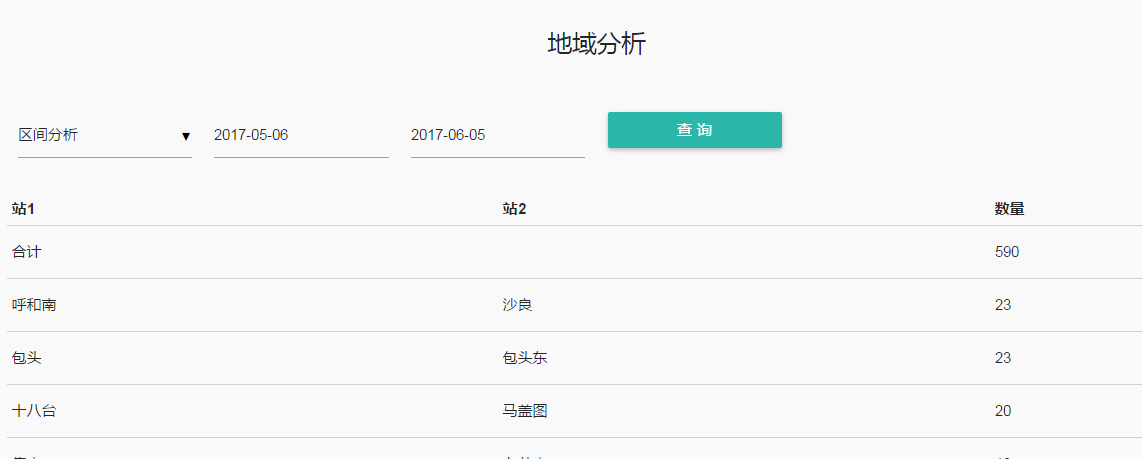 地域分析
区间分析 ▼ 2017-05-06 2017-06-05 查 询
站1 站2 数量
合计 590
呼和南 沙良 23
包头 包头东 23
十八台 马盖图 20